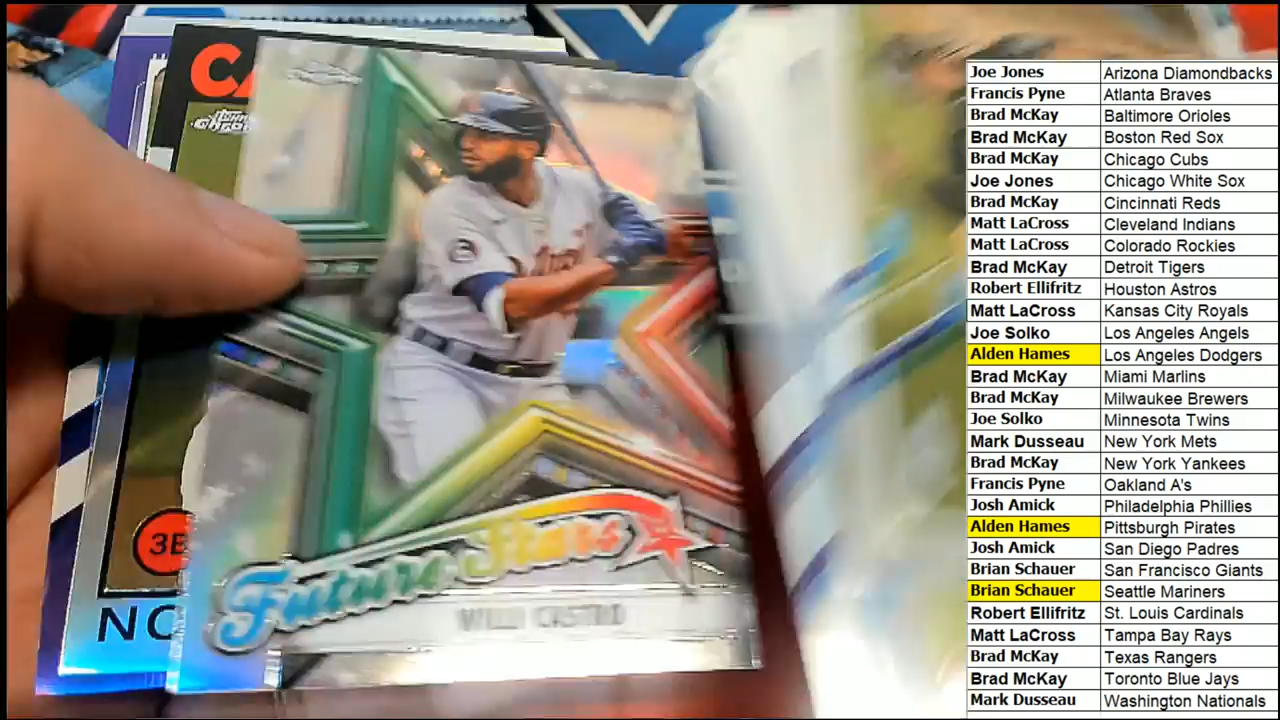 CA
Future Stars
WILLI CASTRO
3B
NO
Joe Jones Arizona Diamondbacks
Francis Pyne Atlanta Braves
Brad McKay Baltimore Orioles
Brad McKay Boston Red Sox
Brad McKay Chicago Cubs
Joe Jones Chicago White Sox
Brad McKay Cincinnati Reds
Matt LaCross Cleveland Indians
Matt LaCross Colorado Rockies
Brad McKay Detroit Tigers
Robert Ellifritz Houston Astros
Matt LaCross Kansas City Royals
Joe Solko Los Angeles Angels
Alden Hames Los Angeles Dodgers
Brad McKay Miami Marlins
Brad McKay Milwaukee Brewers
Joe Solko Minnesota Twins
Mark Dusseau New York Mets
Brad McKay New York Yankees
Francis Pyne Oakland A's
Josh Amick Philadelphia Phillies
Alden Hames Pittsburgh Pirates
Josh Amick San Diego Padres
Brian Schauer San Francisco Giants
Brian Schauer Seattle Mariners
Robert Ellifritz St. Louis Cardinals
Matt LaCross Tampa Bay Rays
Brad McKay Texas Rangers
Brad McKay Toronto Blue Jays
Mark Dusseau Washington Nationals